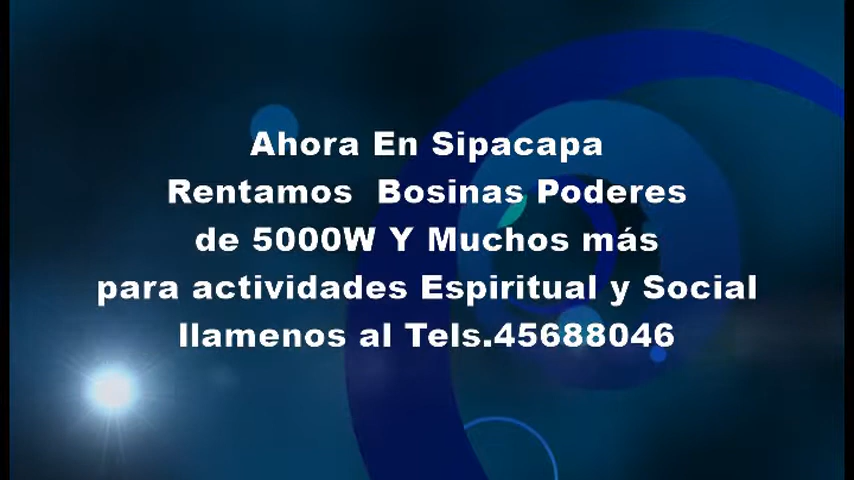 Ahora En Sipacapa
Rentamos Bosinas Poderes
de 5000W Y Muchos más
para actividades Espiritual y Social
llamenos al Tels.45688046